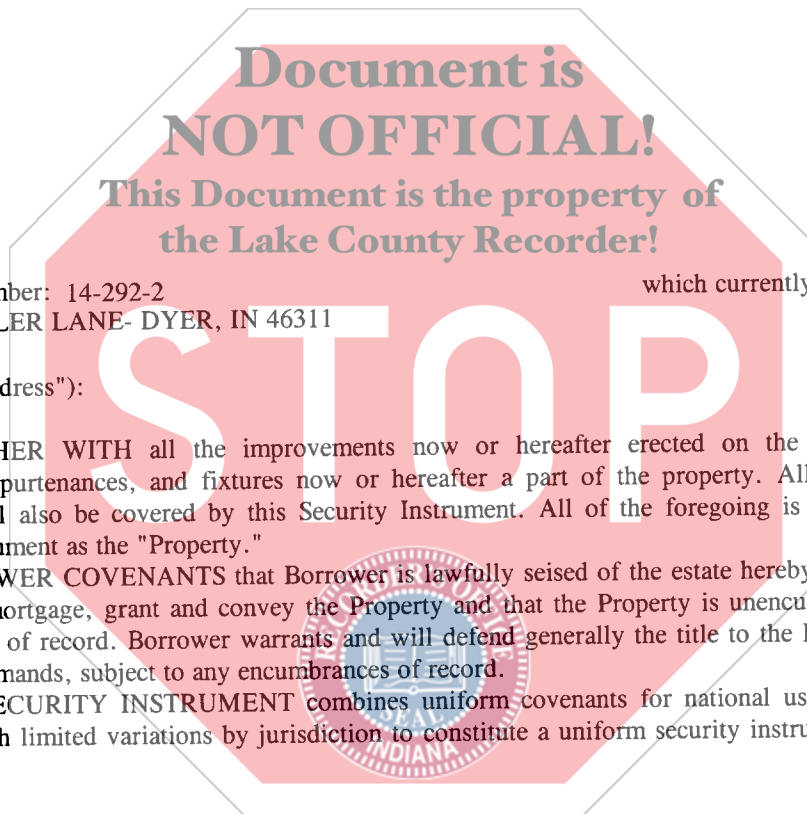 Document is
NOT OFFICIAL!
This Document is the property of
the Lake County Recorder!
nber: 14-292-2 which currently
LER LANE- DYER, IN 46311
dress"):
HER WITH all the improvements now or hereafter erected on the
purtenances, and fixtures now or hereafter a part of the property. All
l also be covered by this Security Instrument. All of the foregoing is
ment as the "Property."
WER COVENANTS that Borrower is lawfully seised of the estate hereby
nortgage, grant and convey the Property and that the Property is unencu
of record. Borrower warrants and will defend generally the title to the
mands, subject to any encumbrances of record.
ECURITY INSTRUMENT combines uniform covenants for national us
h limited variations by jurisdiction to constitute a uniform security instru
STOP
RECORDER'S OFFICE
SEAL
INDIANA